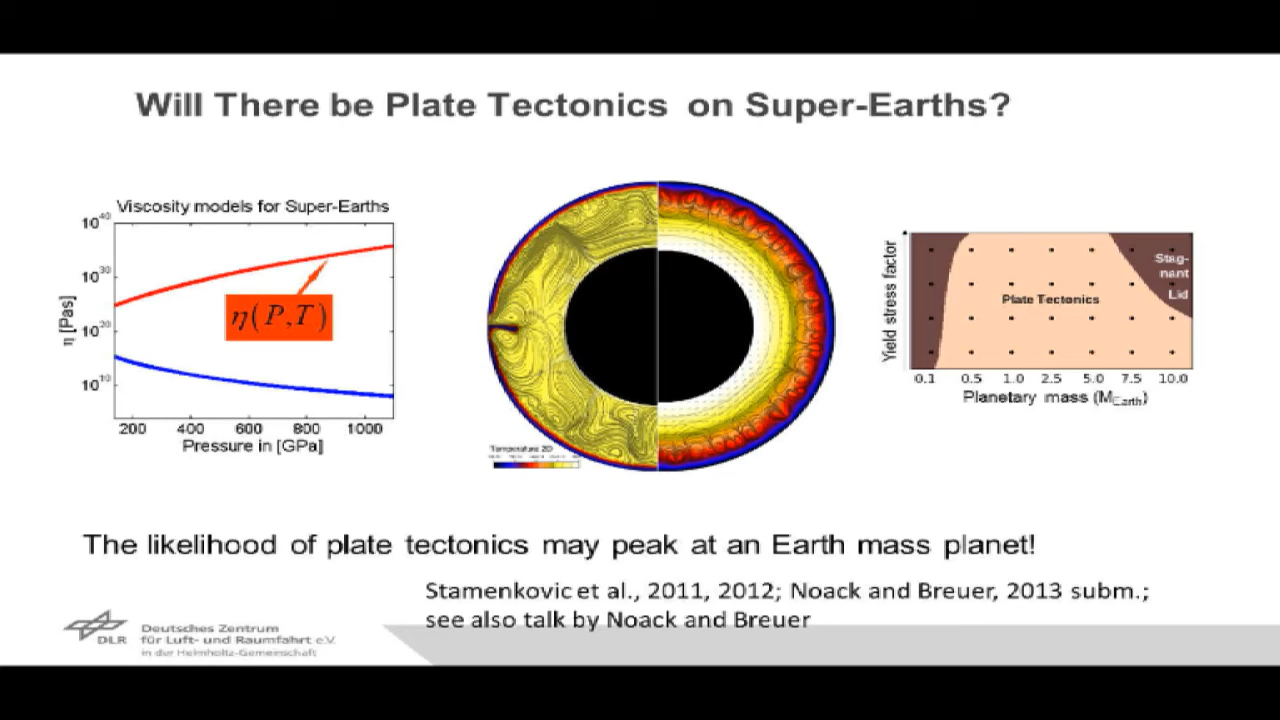 Will There be Plate Tectonics on Super-Earths?
Viscosity models for Super-Earths
10^40
10^30
10^20
10^10
η [Pas]
η(P,T)
200 400 600 800 1000
Pressure in [GPa]
Temperature 2D
Yield stress factor
Stag-
nant
Lid
Plate Tectonics
0.1 0.5 1.0 2.5 5.0 7.5 10.0
Planetary mass (M_Earth)
The likelihood of plate tectonics may peak at an Earth mass planet!
Stamenkovic et al., 2011, 2012; Noack and Breuer, 2013 subm.;
see also talk by Noack and Breuer
DLR
Deutsches Zentrum
für Luft- und Raumfahrt e.V.
in der Helmholtz-Gemeinschaft